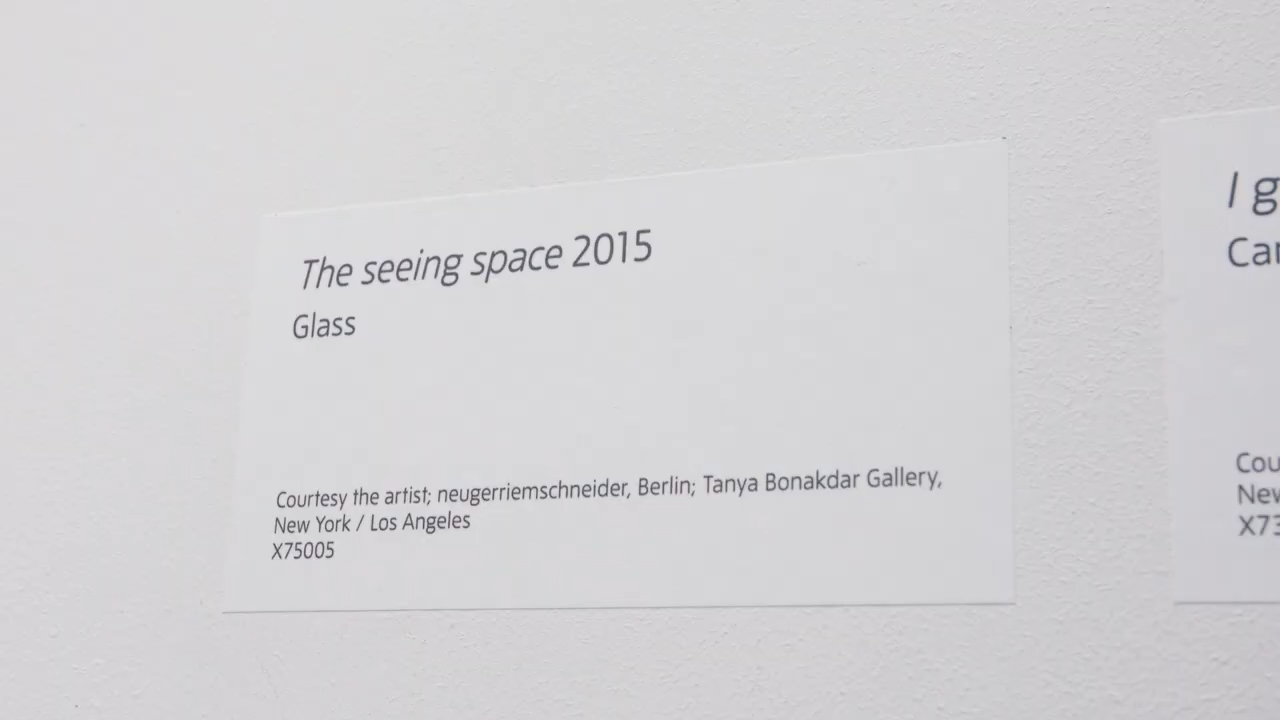 The seeing space 2015
Glass
Courtesy the artist; neugerriemschneider, Berlin; Tanya Bonakdar Gallery,
New York / Los Angeles
X75005
I